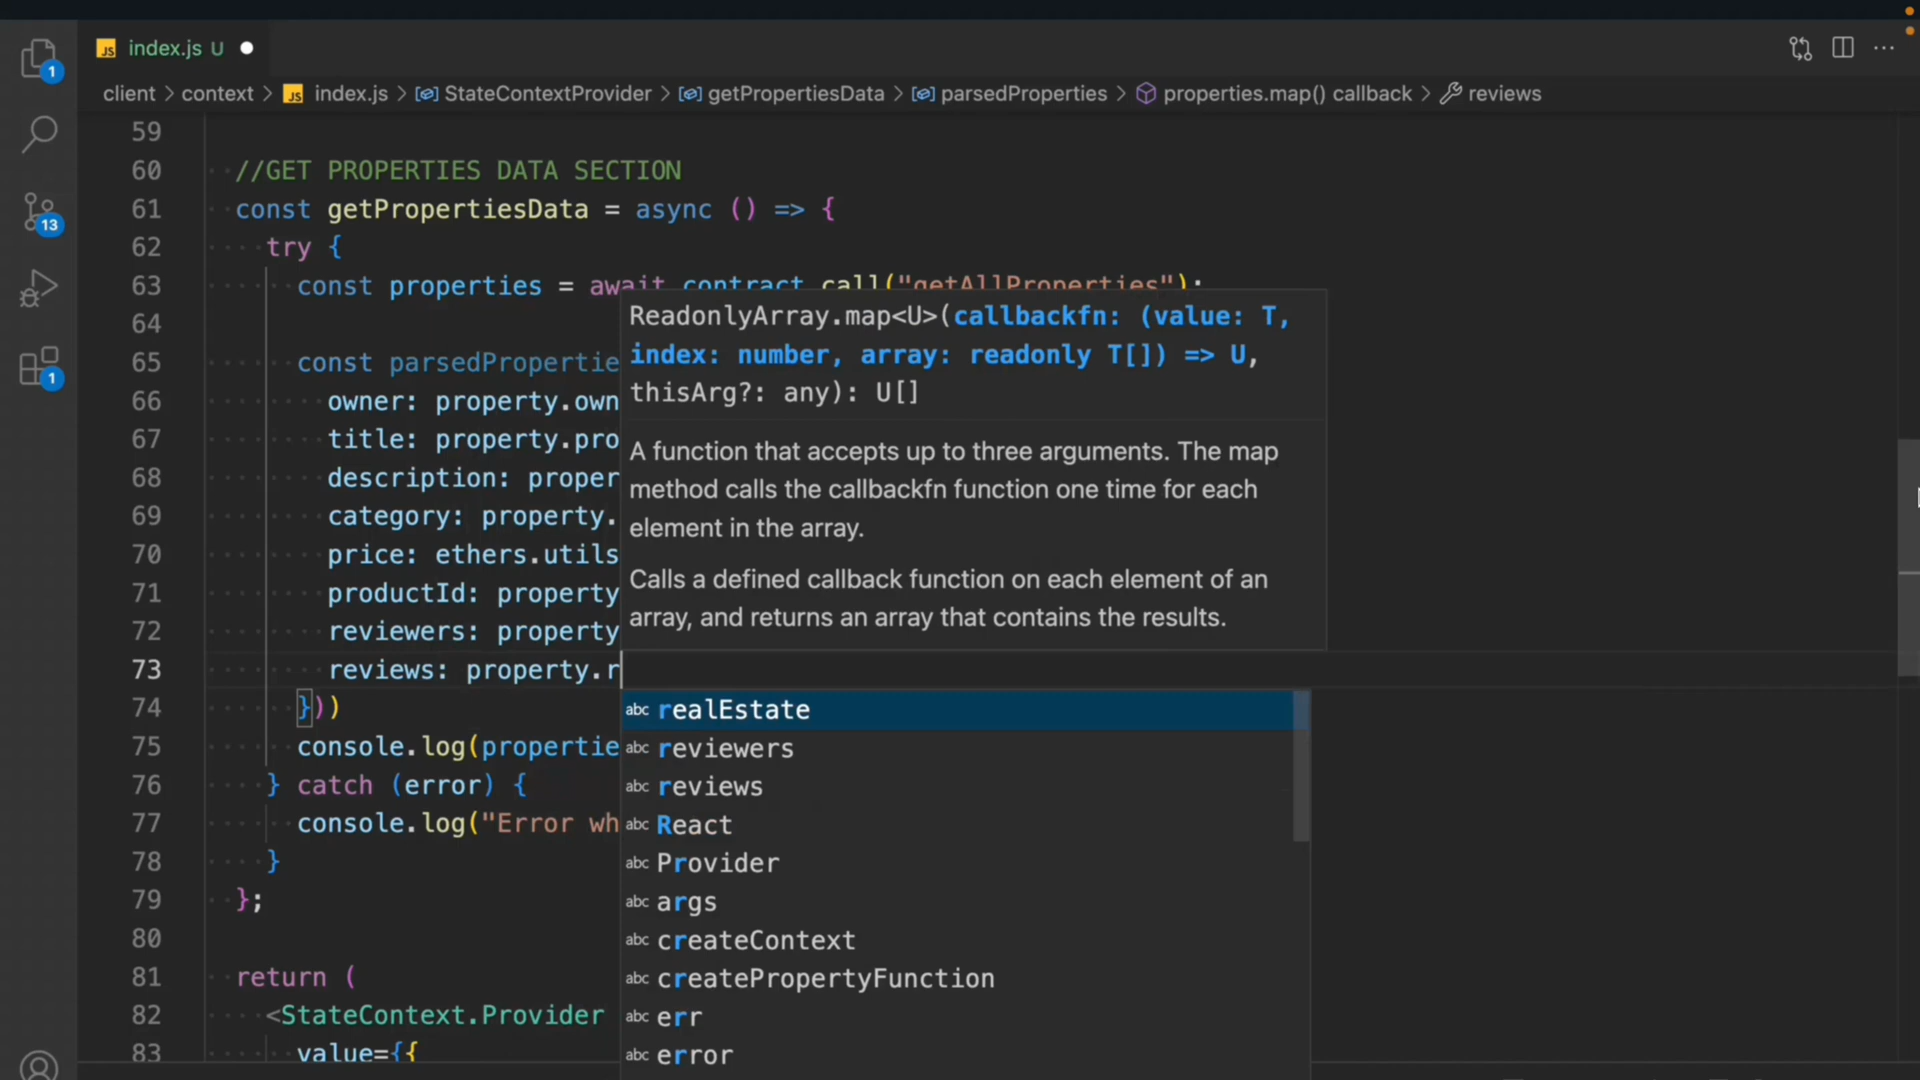 index.js U
client > context > index.js > StateContextProvider > getPropertiesData > parsedProperties > properties.map() callback > reviews
59
60 //GET PROPERTIES DATA SECTION
61 const getPropertiesData = async () => {
62 try {
63 const properties = await contract.call("getAllProperties");
64
65 const parsedPropertie
66 owner: property.own
67 title: property.pro
68 description: proper
69 category: property.
70 price: ethers.utils
71 productId: property
72 reviewers: property
73 reviews: property.r
74 }))
75 console.log(propertie
76 } catch (error) {
77 console.log("Error wh
78 }
79 };
80
81 return (
82 <StateContext.Provider
83 value={{
ReadonlyArray.map<U>(callbackfn: (value: T,
index: number, array: readonly T[]) => U,
thisArg?: any): U[]
A function that accepts up to three arguments. The map
method calls the callbackfn function one time for each
element in the array.
Calls a defined callback function on each element of an
array, and returns an array that contains the results.
abc realEstate
abc reviewers
abc reviews
abc React
abc Provider
abc args
abc createContext
abc createPropertyFunction
abc err
abc error
1
13
1